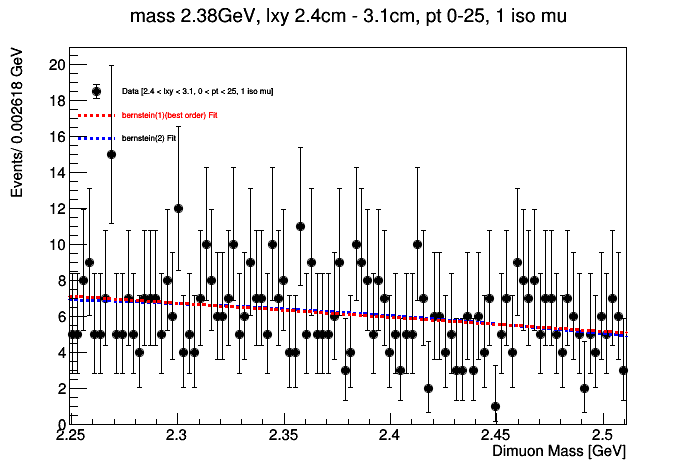 mass 2.38GeV, lxy 2.4cm - 3.1cm, pt 0-25, 1 iso mu
Events/ 0.002618 GeV
20
18
16
14
12
10
8
6
4
2
0
Data [2.4 < lxy < 3.1, 0 < pt < 25, 1 iso mu]
bernstein(1)(best order) Fit
bernstein(2) Fit
2.25 2.3 2.35 2.4 2.45 2.5
Dimuon Mass [GeV]